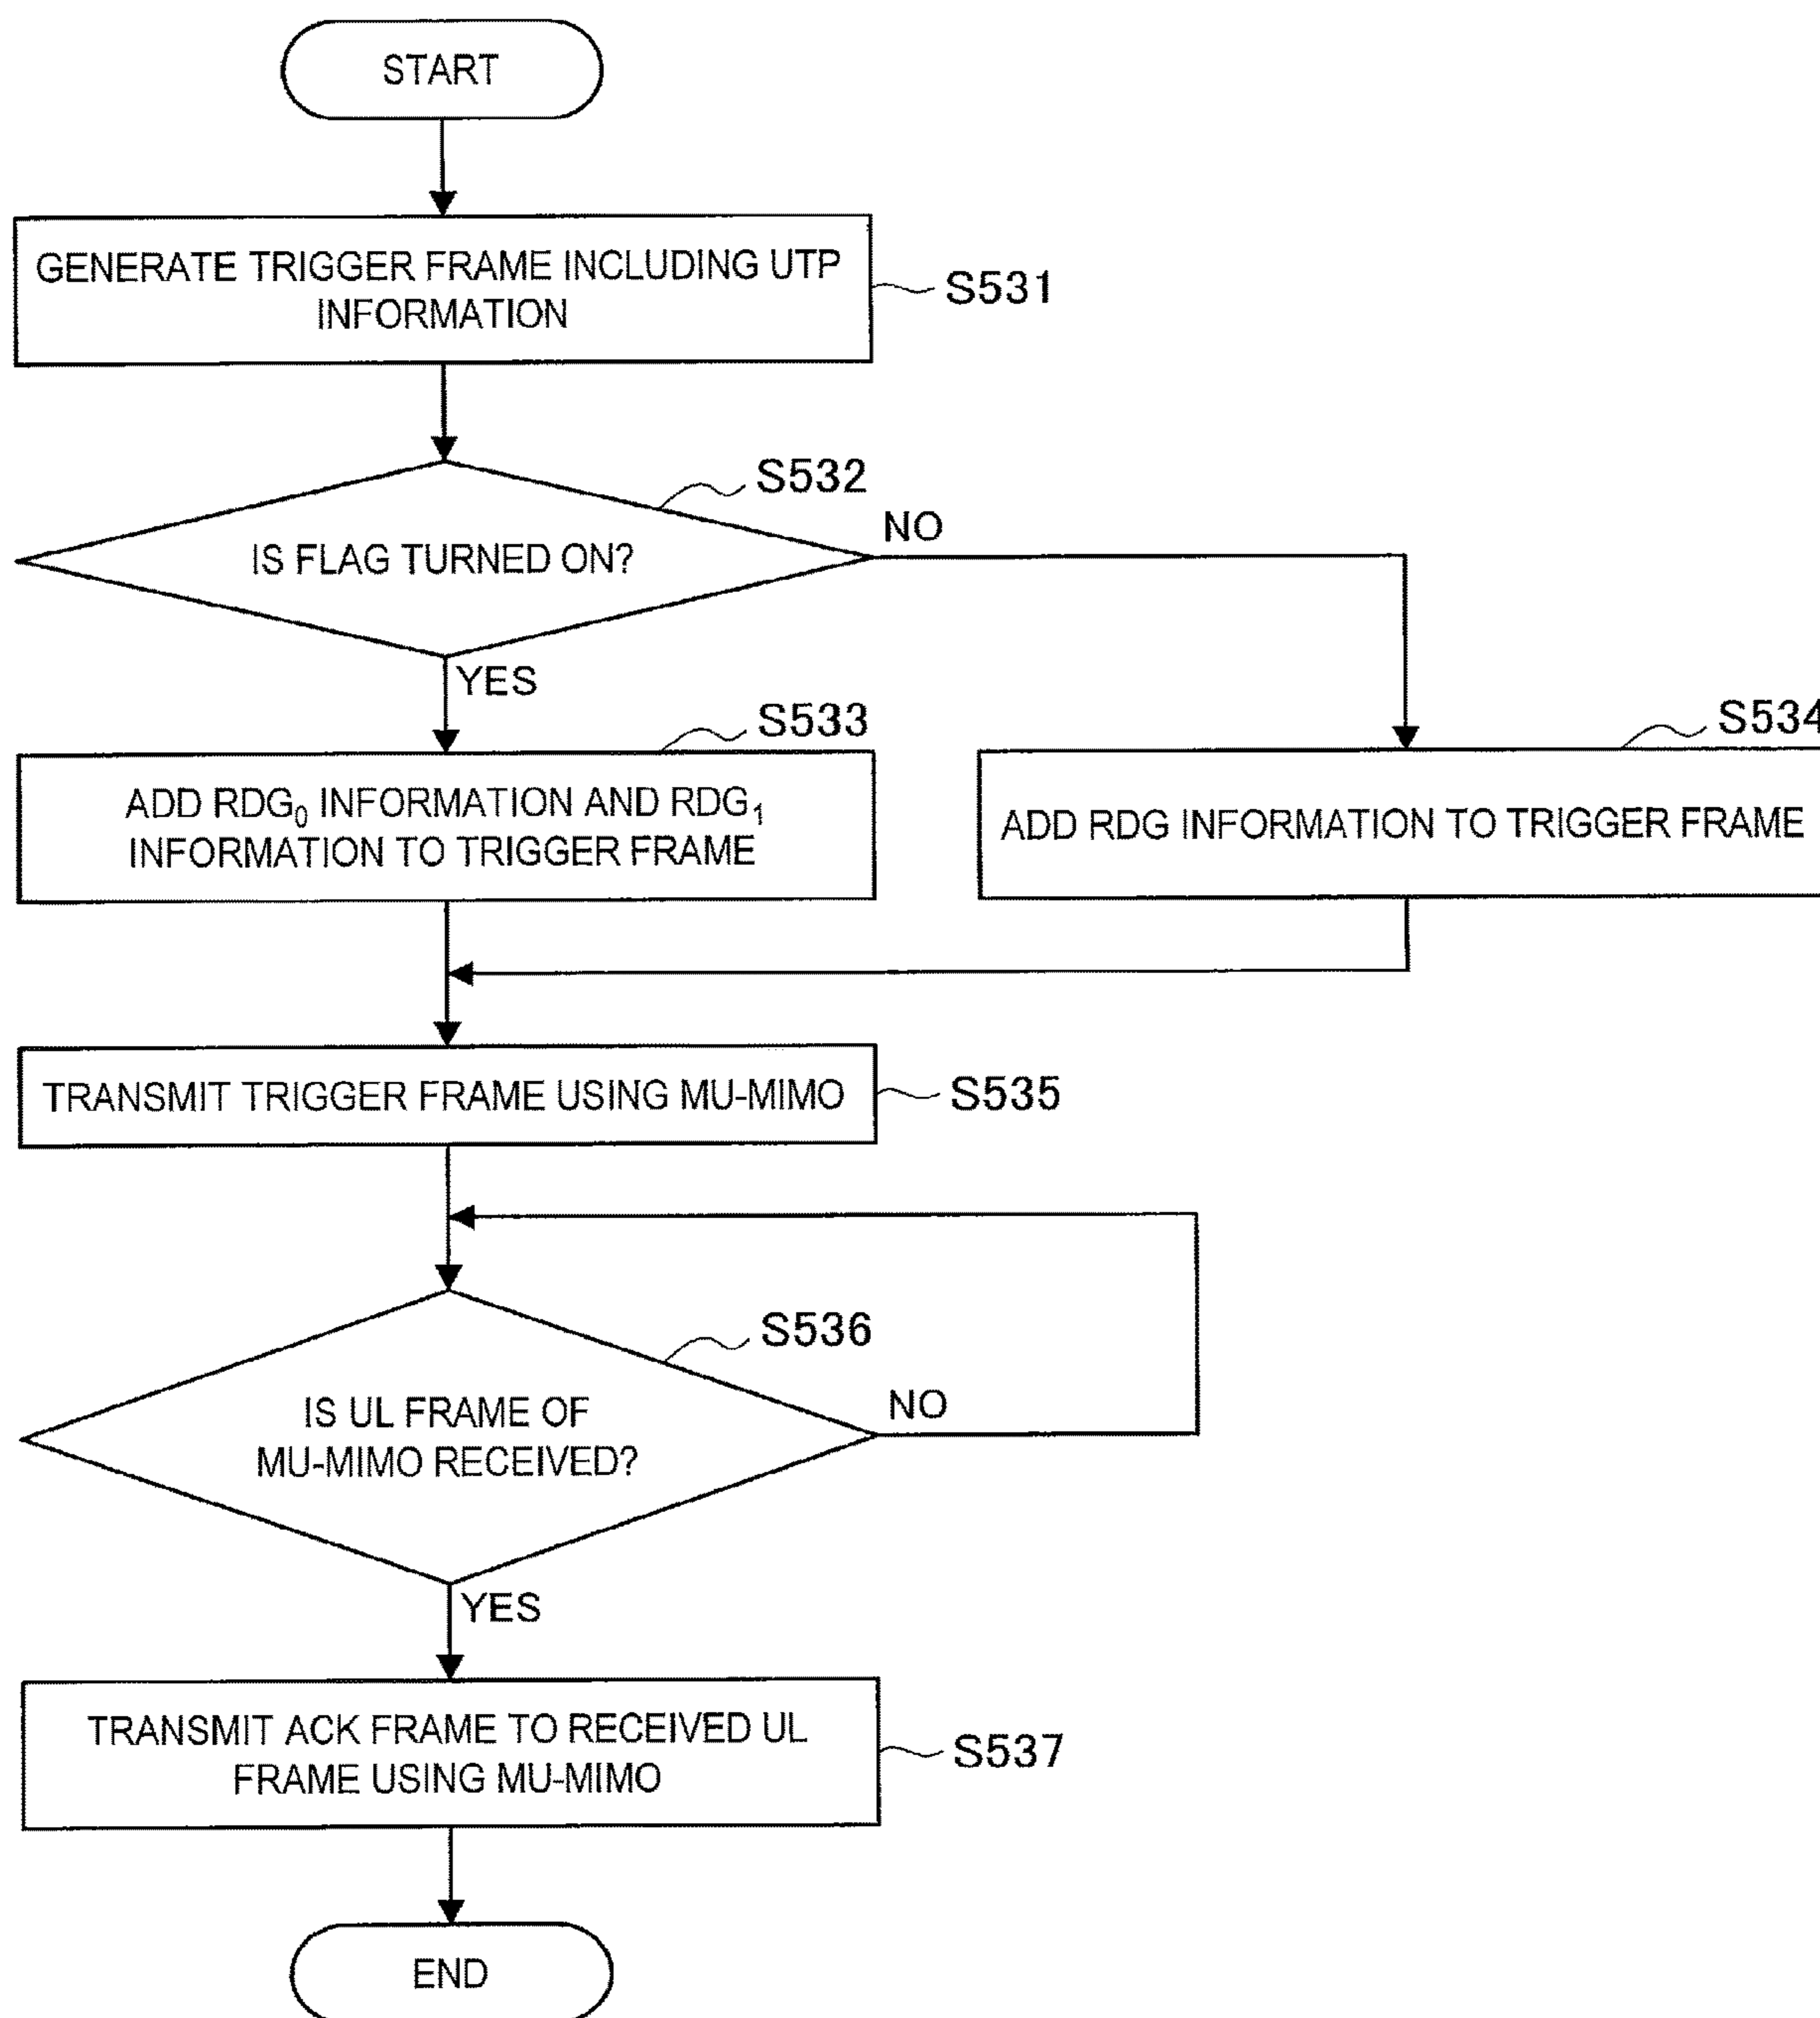 START
GENERATE TRIGGER FRAME INCLUDING UTP
INFORMATION
S531
S532
IS FLAG TURNED ON?
NO
YES
S533
ADD RDG₀ INFORMATION AND RDG₁
INFORMATION TO TRIGGER FRAME
S534
ADD RDG INFORMATION TO TRIGGER FRAME
TRANSMIT TRIGGER FRAME USING MU-MIMO
S535
S536
IS UL FRAME OF
MU-MIMO RECEIVED?
NO
YES
TRANSMIT ACK FRAME TO RECEIVED UL
FRAME USING MU-MIMO
S537
END